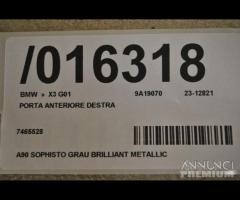 /016318
BMW » X3 G01 9A19070 23-12821
PORTA ANTERIORE DESTRA
7465528
A90 SOPHISTO GRAU BRILLIANT METALLIC
ANNUNCI
PREMIUM